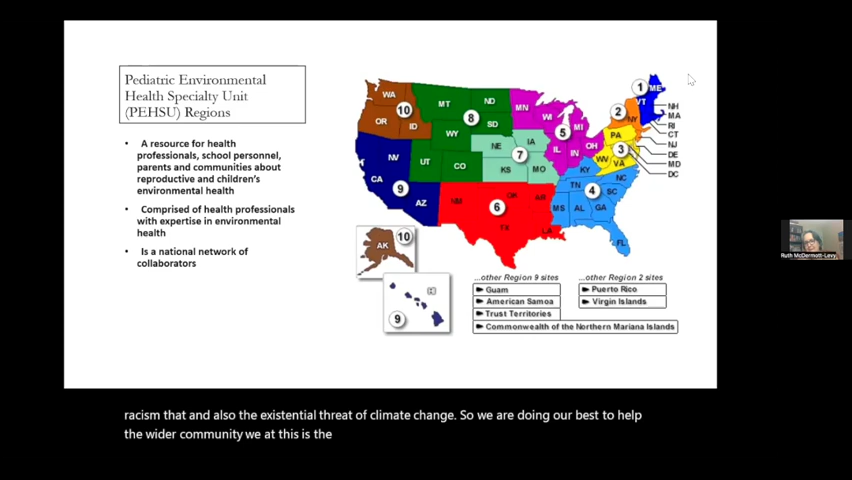 Pediatric Environmental
Health Specialty Unit
(PEHSU) Regions
• A resource for health
professionals, school personnel,
parents and communities about
reproductive and children's
environmental health
• Comprised of health professionals
with expertise in environmental
health
• Is a national network of
collaborators
WA
OR
ID
10
MT
ND
SD
WY
8
UT
CO
NV
CA
AZ
9
NE
IA
KS
MO
7
MN
WI
MI
IL
IN
OH
5
NM
OK
AR
TX
LA
6
KY
TN
NC
SC
MS
AL
GA
FL
4
PA
WV
VA
3
NY
2
1
ME
VT
NH
MA
RI
CT
NJ
DE
MD
DC
AK
10
HI
9
...other Region 9 sites
Guam
American Samoa
Trust Territories
Commonwealth of the Northern Mariana Islands
...other Region 2 sites
Puerto Rico
Virgin Islands
Ruth McDermott-Levy,
racism that and also the existential threat of climate change. So we are doing our best to help
the wider community we at this is the